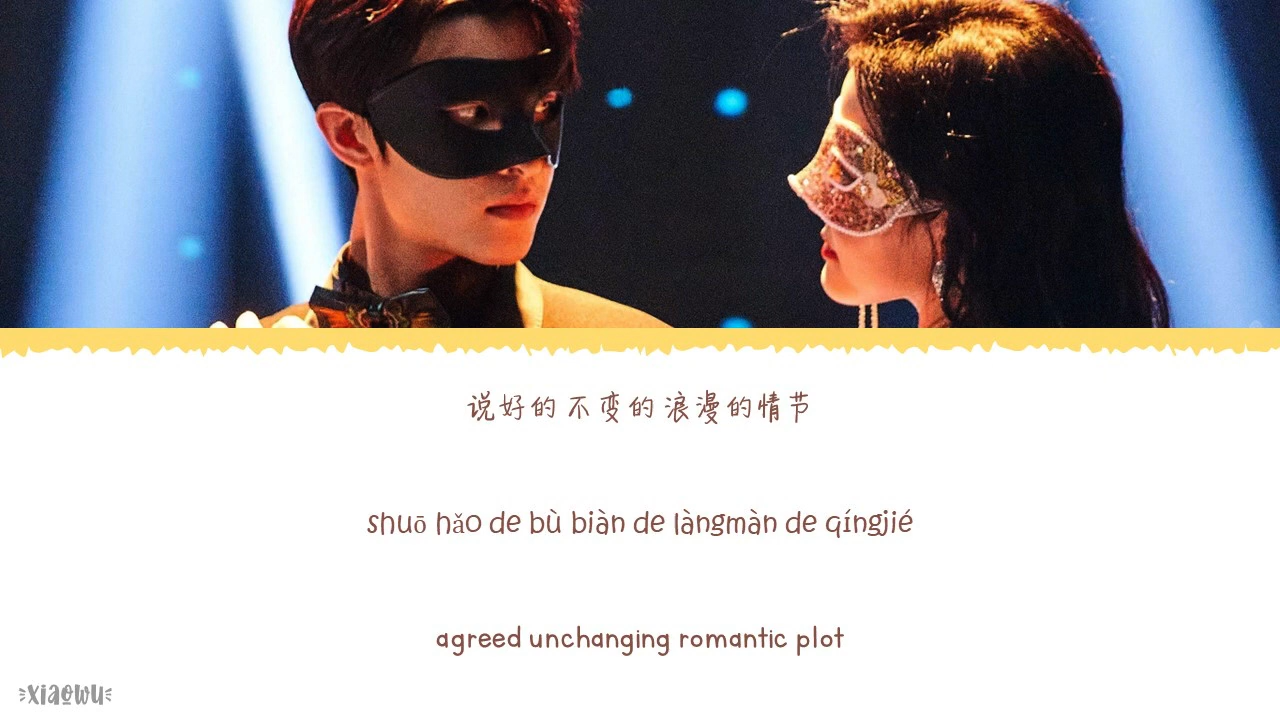 说好的 不变的 浪漫的情节
shuō hǎo de bù biàn de làngmàn de qíngjié
agreed unchanging romantic plot
xiaowu